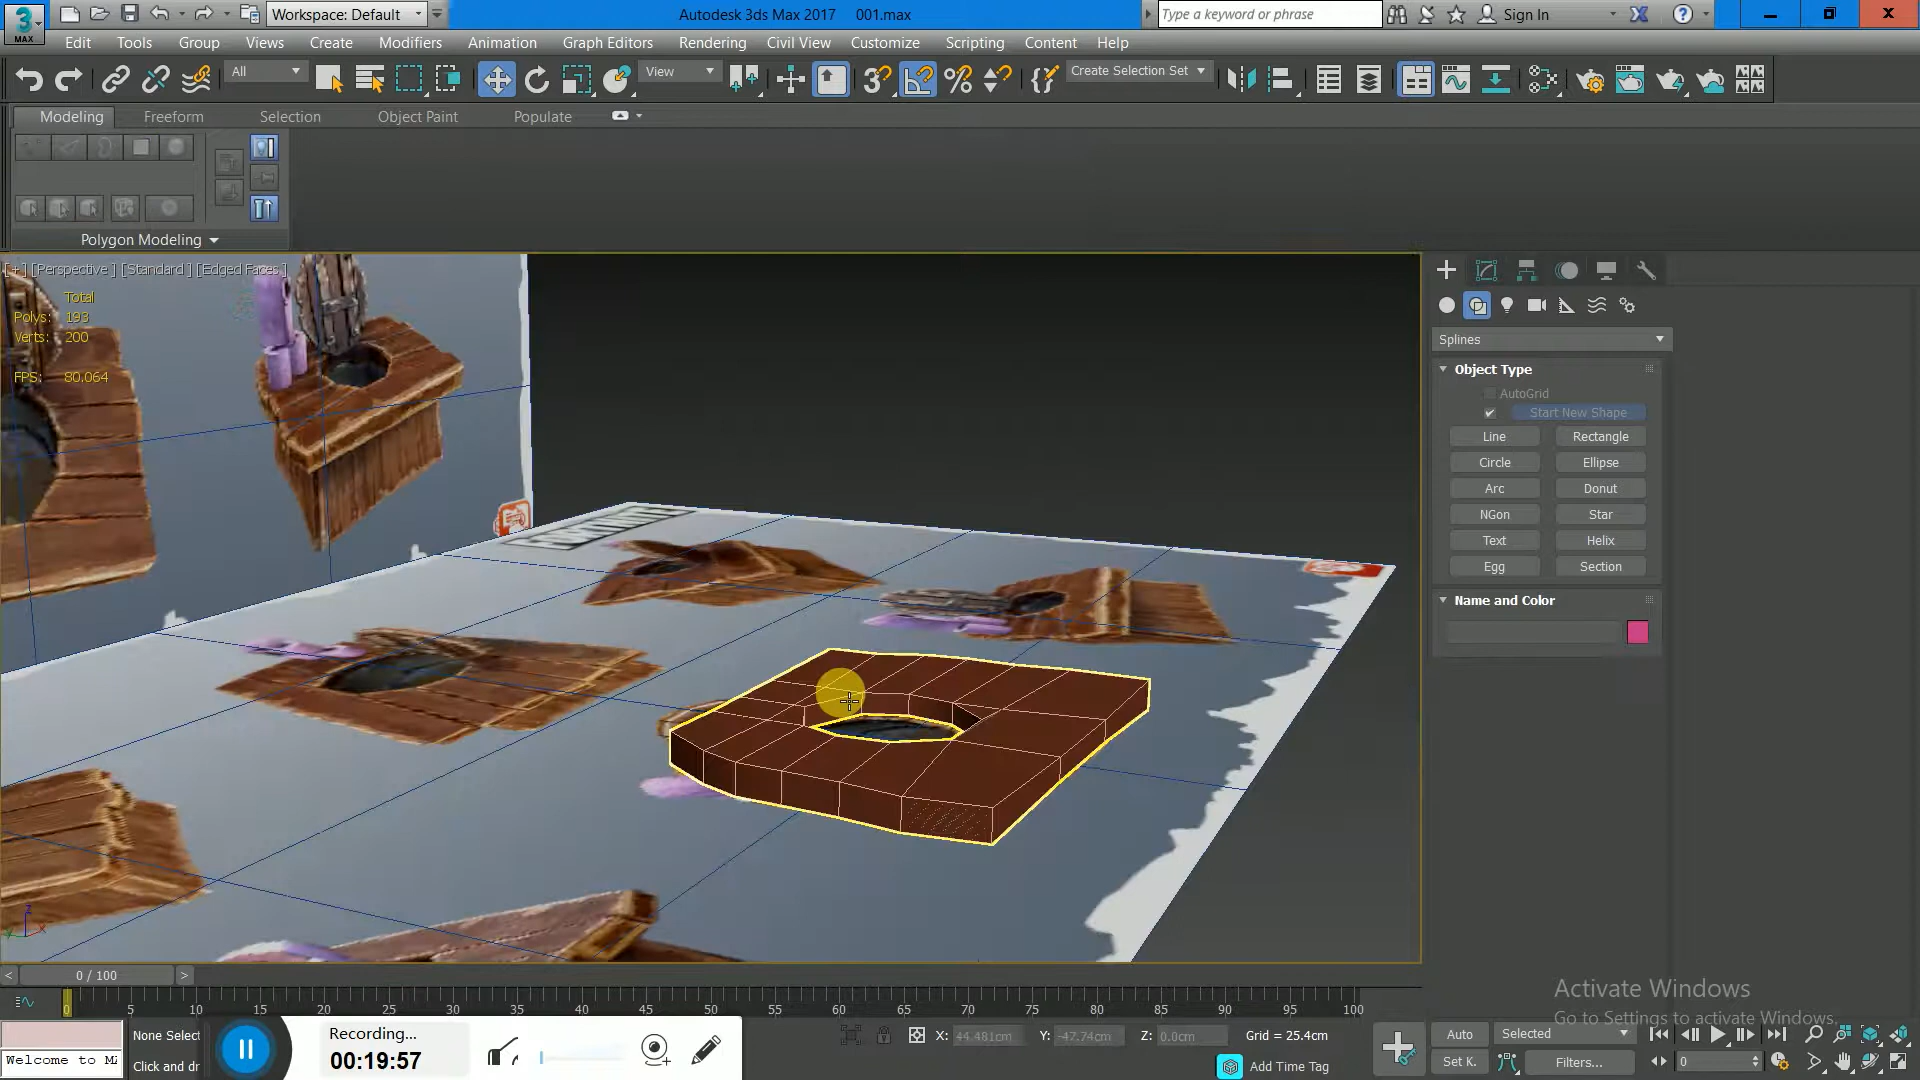 3
MAX
Workspace: Default
Autodesk 3ds Max 2017    001.max
Type a keyword or phrase
Sign In
Edit
Tools
Group
Views
Create
Modifiers
Animation
Graph Editors
Rendering
Civil View
Customize
Scripting
Content
Help
All
View
Create Selection Set
Modeling
Freeform
Selection
Object Paint
Populate
Polygon Modeling
[+] [Perspective ] [Standard ] [Edged Faces ]
Total
Polys: 193
Verts: 200
FPS: 80.064
Splines
Object Type
AutoGrid
Start New Shape
Line
Rectangle
Circle
Ellipse
Arc
Donut
NGon
Star
Text
Helix
Egg
Section
Name and Color
0 / 100
0 5 10 15 20 25 30 35 40 45 50 55 60 65 70 75 80 85 90 95 100
Activate Windows
Go to Settings to activate Windows.
None Select
Click and dr
Welcome to M
Recording...
00:19:57
X: 44.481cm
Y: -47.74cm
Z: 0.0cm
Grid = 25.4cm
Add Time Tag
Auto
Selected
Set K.
Filters...
0